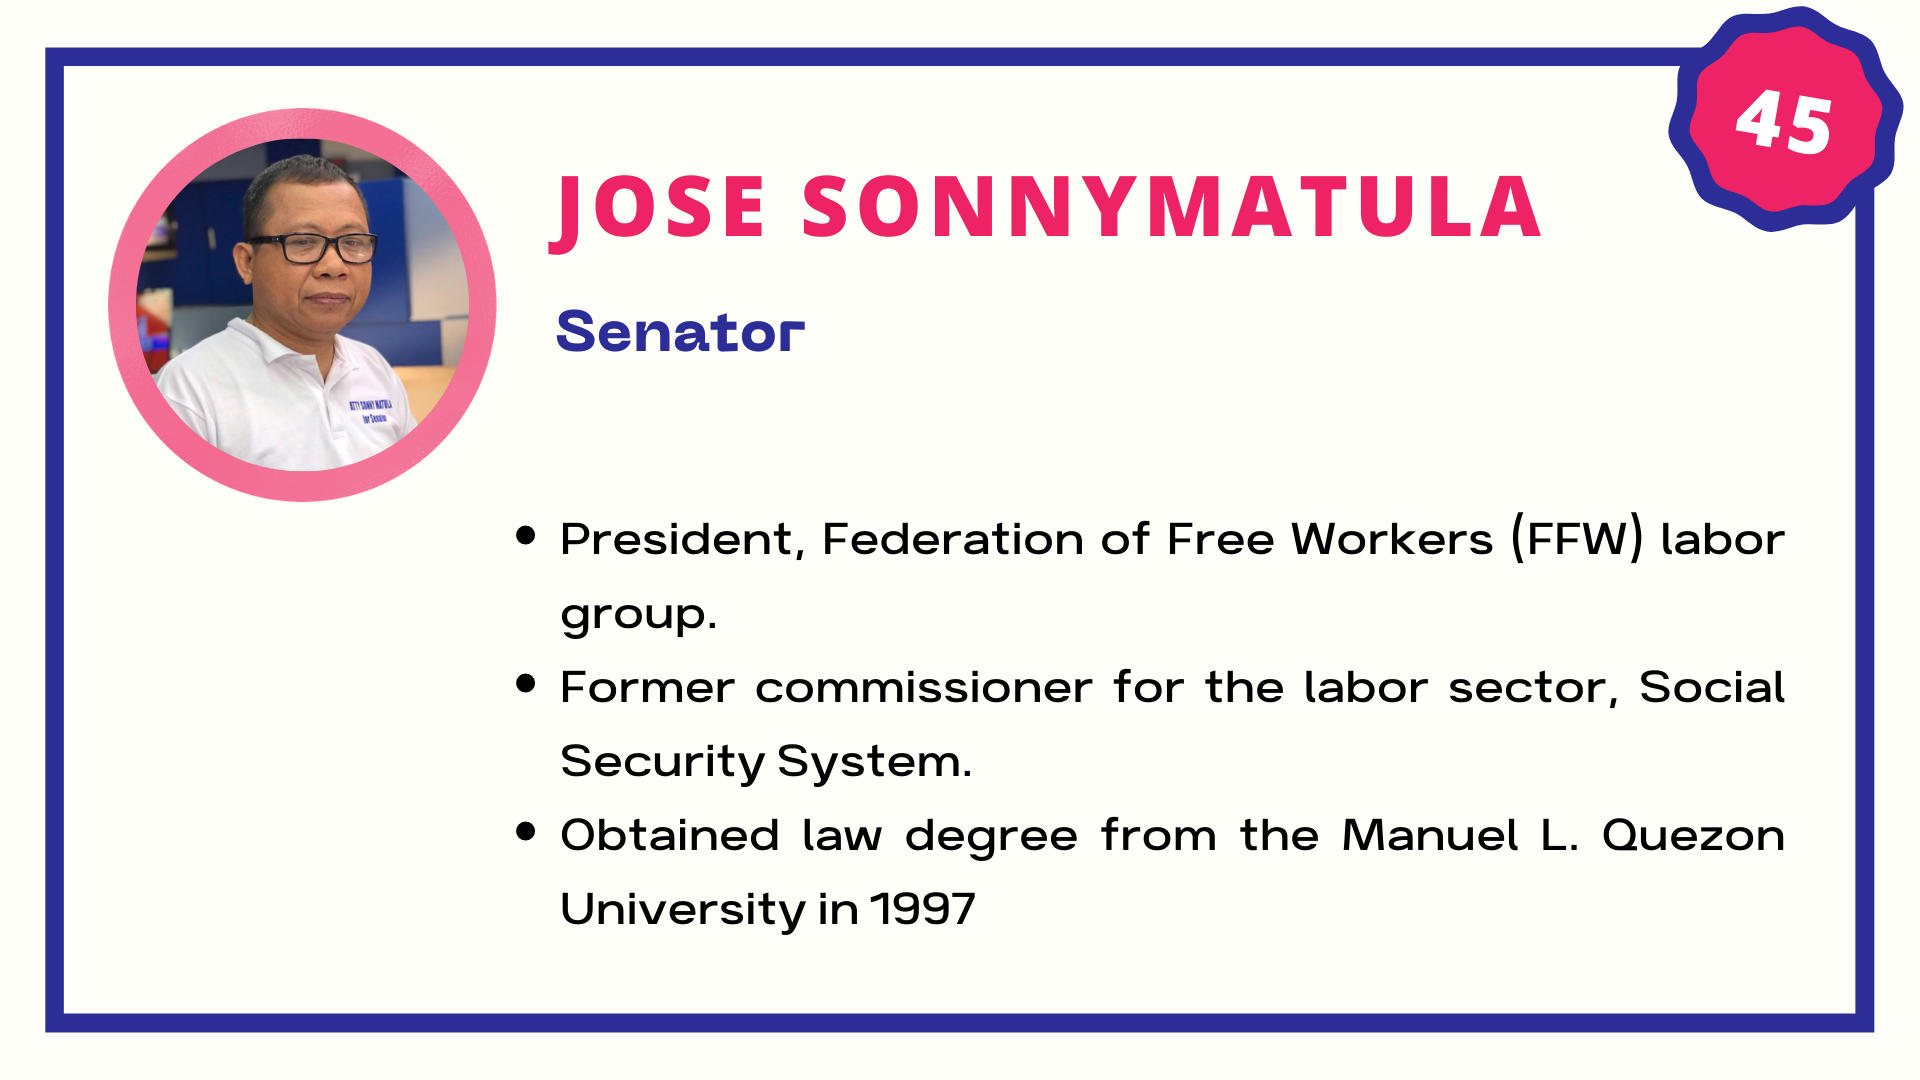 45
JOSE SONNYMATULA
Senator
ATTY SONNY MATULA
for Senator
• President, Federation of Free Workers (FFW) labor
group.
• Former commissioner for the labor sector, Social
Security System.
• Obtained law degree from the Manuel L. Quezon
University in 1997